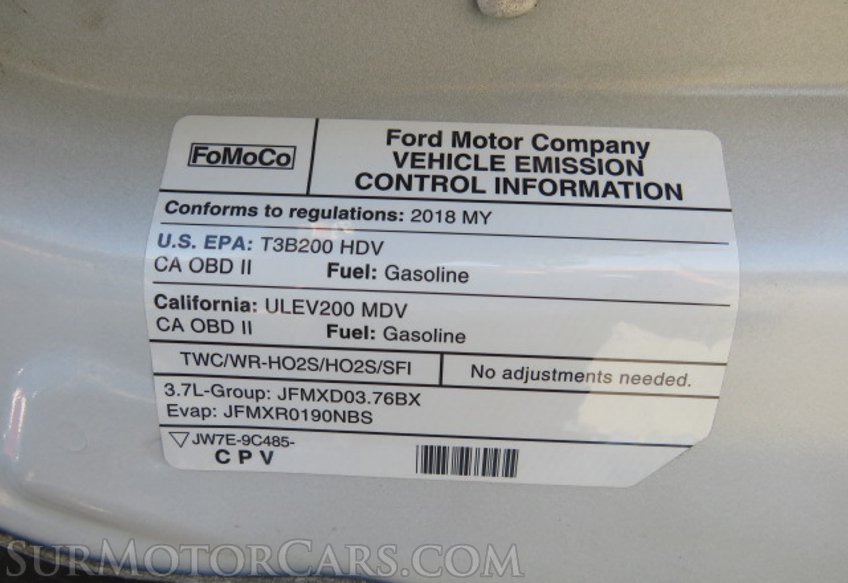 FoMoCo
Ford Motor Company
VEHICLE EMISSION
CONTROL INFORMATION
Conforms to regulations: 2018 MY
U.S. EPA: T3B200 HDV
CA OBD II Fuel: Gasoline
California: ULEV200 MDV
CA OBD II Fuel: Gasoline
TWC/WR-HO2S/HO2S/SFI No adjustments needed.
3.7L-Group: JFMXD03.76BX
Evap: JFMXR0190NBS
JW7E-9C485-
C P V
SURMOTORCARS.COM